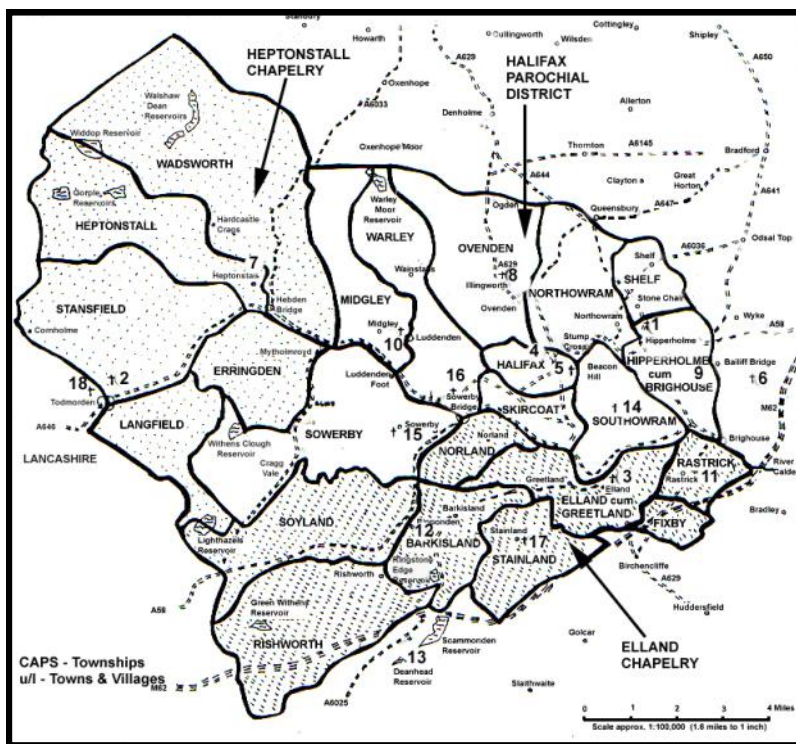 Stanbury
Cottingley
Haworth
Cullingworth
Wilsden
Shipley
A629
A650
HEPTONSTALL
CHAPELRY
HALIFAX
PAROCHIAL
DISTRICT
Oxenhope
A6033
Walshaw
Dean
Reservoirs
Denholme
Allerton
Widdop Reservoir
Oxenhope Moor
Thornton
A6145
Bradford
WADSWORTH
A644
Clayton
Great
Horton
A641
Gorple
Reservoirs
Warley
Moor
Reservoir
Ogden
Queensbury
A647
HEPTONSTALL
Hardcastle
Crags
WARLEY
OVENDEN
A6036
Odsal Top
7
Heptonstall
Wainstalls
A629
8
Shelf
SHELF
STANSFIELD
Illingworth
NORTHOWRAM
Hebden
Bridge
MIDGLEY
Stone Chair
Cornholme
Ovenden
Northowram
Wyke
Midgley
10
Luddenden
11
A58
Mytholmroyd
4
Stump
Cross
Hipperholme
HALIFAX
HIPPERHOLME
cum
BRIGHOUSE
ERRINGDEN
Luddenden
Foot
5
Beacon
Hill
9
Bailiff Bridge
18
2
16
6
Todmorden
Sowerby
Bridge
SKIRCOAT
14
M62
LANGFIELD
SOUTHOWRAM
A646
SOWERBY
Sowerby
15
Withens Clough
Reservoir
Norland
Brighouse
LANCASHIRE
NORLAND
Cragg
Vale
RASTRICK
River
Calder
Greetland
3
Elland
Rastrick
11
ELLAND cum
GREETLAND
SOYLAND
Barkisland
Bradley
12
FIXBY
Lighthazels
Reservoir
BARKISLAND
Stainland
17
STAINLAND
Ringstone
Edge
Reservoir
Rishworth
Birchencliffe
A58
A629
Green Withens
Reservoir
Huddersfield
RISHWORTH
Golcar
ELLAND
CHAPELRY
Scammonden
Reservoir
CAPS - Townships
u/l - Towns & Villages
13
Deanhead
Reservoir
M62
A6025
Slaithwaite
0 1 2 3 4 Miles
Scale approx. 1:100,000 (1.6 miles to 1 inch)